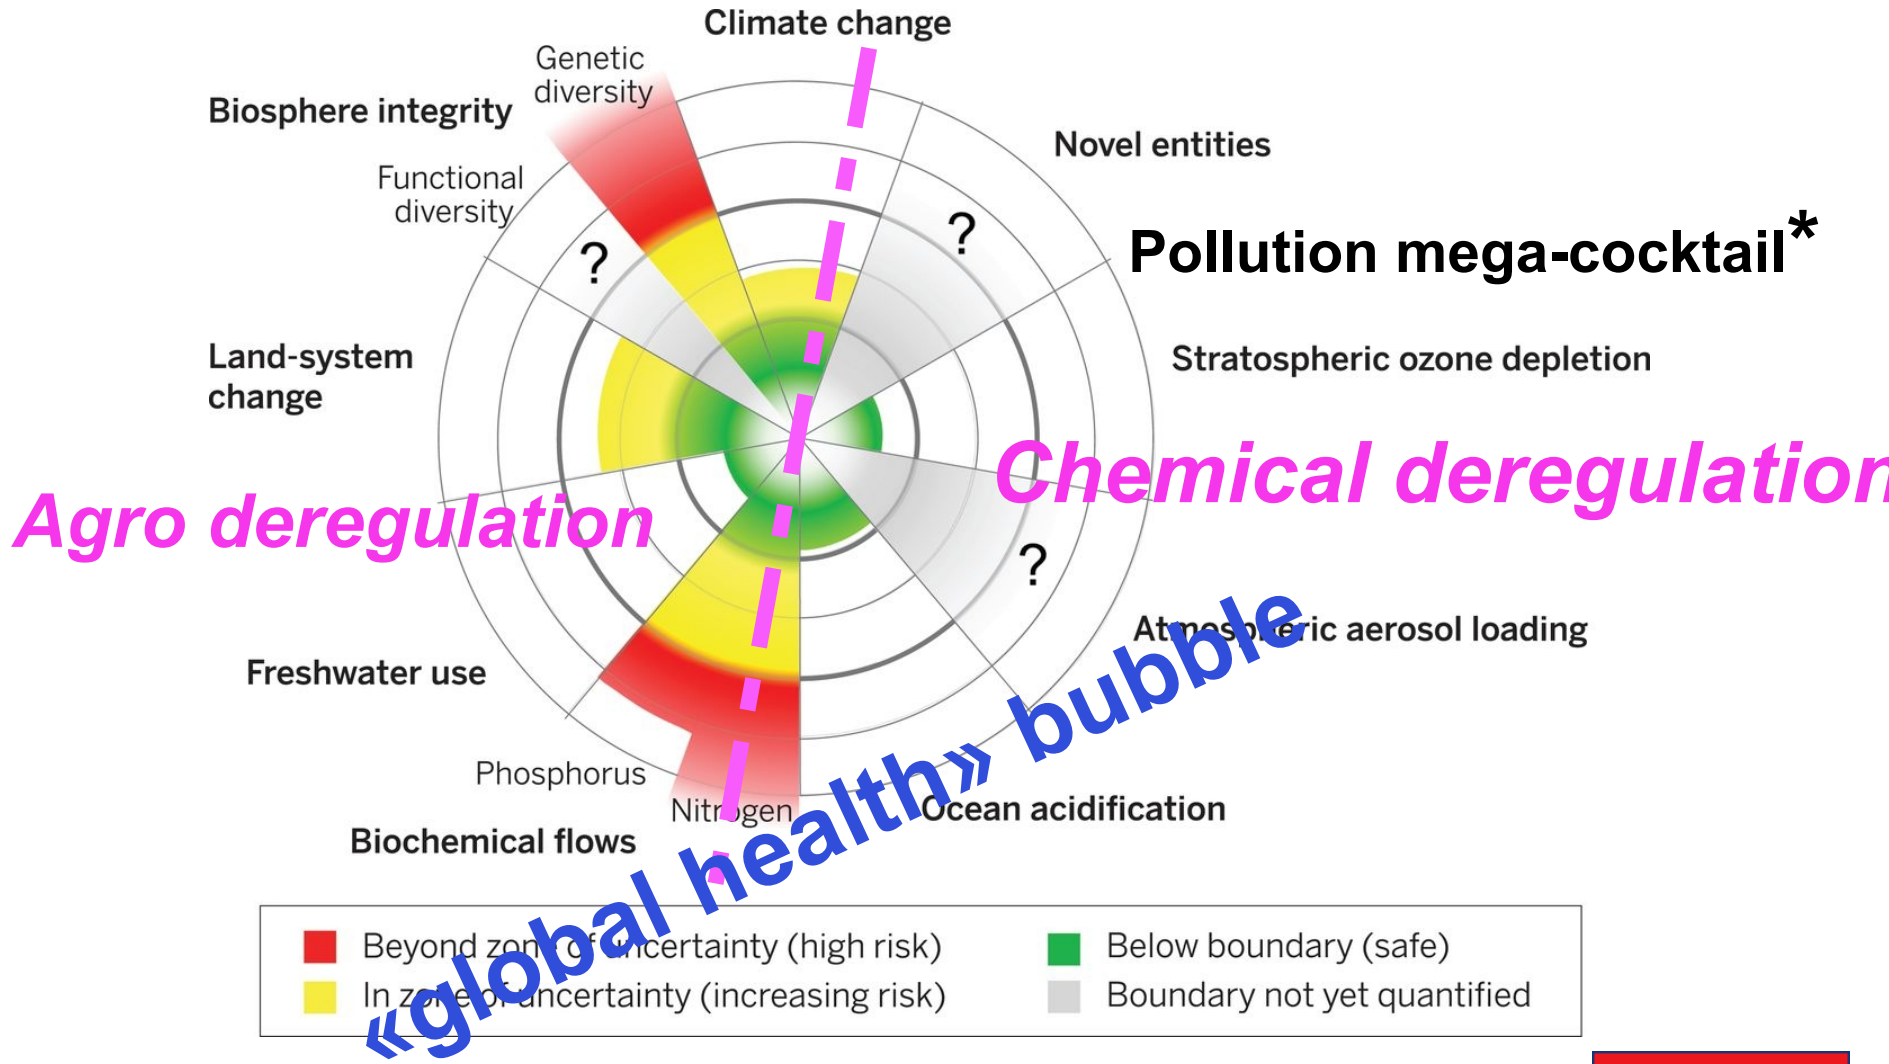 Climate change
Genetic
diversity
Biosphere integrity
Novel entities
Functional
diversity
?
?
Pollution mega-cocktail*
Land-system
change
Stratospheric ozone depletion
Chemical deregulation
Agro deregulation
?
Atmospheric aerosol loading
Freshwater use
Phosphorus
Nitrogen
Ocean acidification
Biochemical flows
«global health» bubble
Beyond zone of uncertainty (high risk)
Below boundary (safe)
In zone of uncertainty (increasing risk)
Boundary not yet quantified